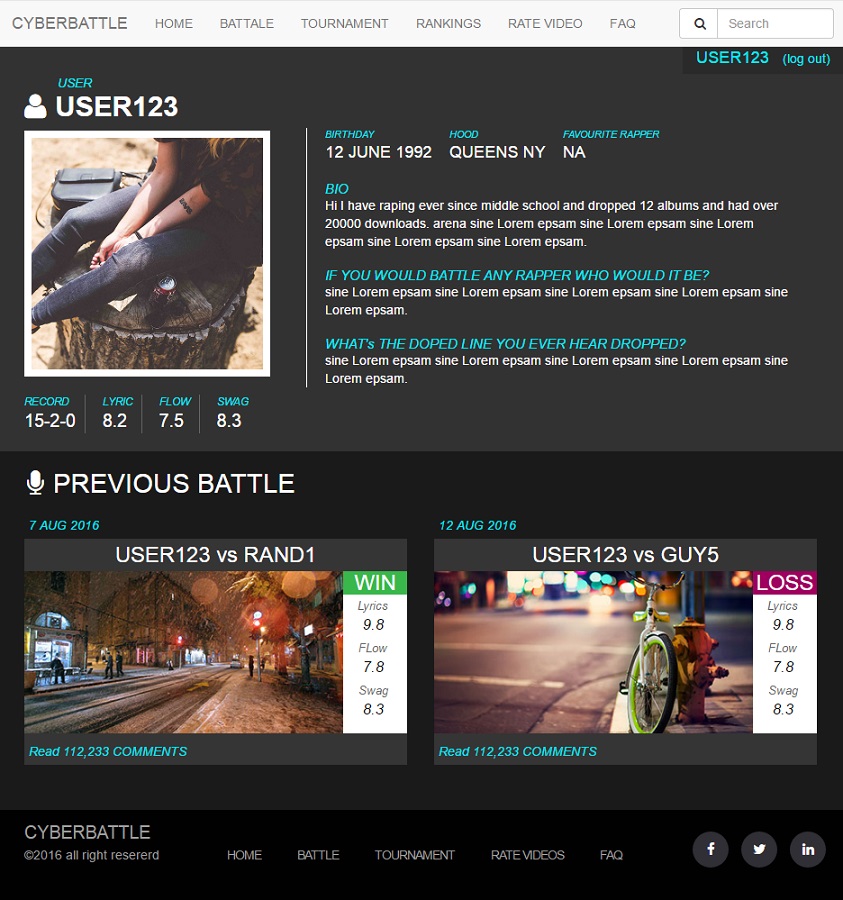 CYBERBATTLE HOME BATTALE TOURNAMENT RANKINGS RATE VIDEO FAQ Search
USER123 (log out)
USER
USER123
BIRTHDAY HOOD FAVOURITE RAPPER
12 JUNE 1992 QUEENS NY NA
BIO
Hi I have raping ever since middle school and dropped 12 albums and had over
20000 downloads. arena sine Lorem epsam sine Lorem epsam sine Lorem
epsam sine Lorem epsam sine Lorem epsam.
IF YOU WOULD BATTLE ANY RAPPER WHO WOULD IT BE?
sine Lorem epsam sine Lorem epsam sine Lorem epsam sine Lorem epsam sine
Lorem epsam.
WHAT's THE DOPED LINE YOU EVER HEAR DROPPED?
sine Lorem epsam sine Lorem epsam sine Lorem epsam sine Lorem epsam sine
Lorem epsam.
RECORD LYRIC FLOW SWAG
15-2-0 8.2 7.5 8.3
PREVIOUS BATTLE
7 AUG 2016
USER123 vs RAND1
WIN
Lyrics
9.8
FLow
7.8
Swag
8.3
Read 112,233 COMMENTS
12 AUG 2016
USER123 vs GUY5
LOSS
Lyrics
9.8
FLow
7.8
Swag
8.3
Read 112,233 COMMENTS
CYBERBATTLE
©2016 all right resererd
HOME BATTLE TOURNAMENT RATE VIDEOS FAQ